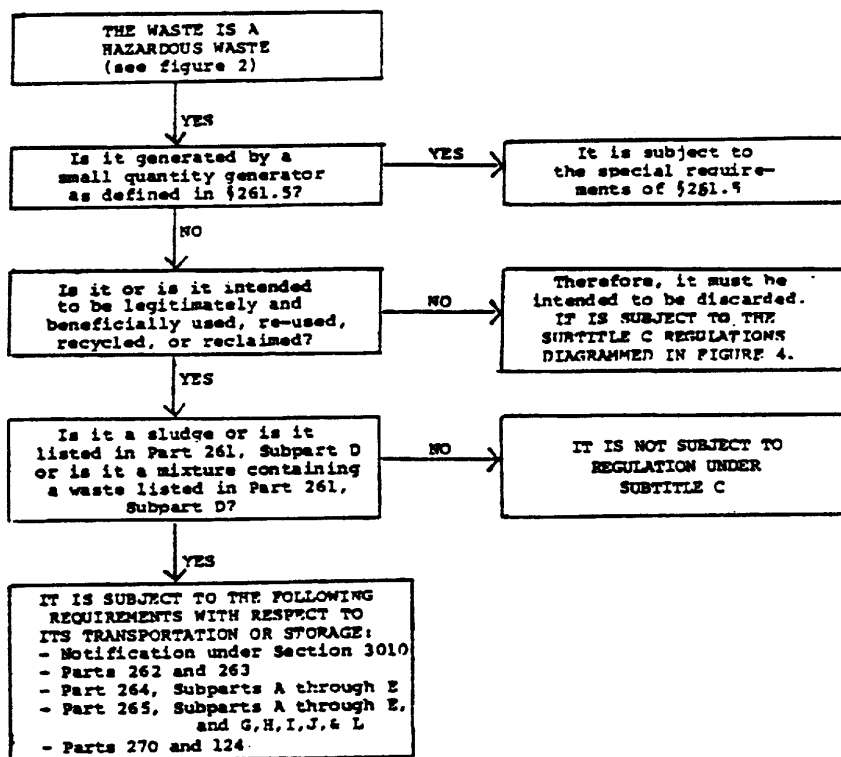 THE WASTE IS A
HAZARDOUS WASTE
(see figure 2)
YES
Is it generated by a
small quantity generator
as defined in §261.5?
YES
It is subject to
the special require-
ments of §261.5
NO
Is it or is it intended
to be legitimately and
beneficially used, re-used,
recycled, or reclaimed?
NO
Therefore, it must be
intended to be discarded.
IT IS SUBJECT TO THE
SUBTITLE C REGULATIONS
DIAGRAMMED IN FIGURE 4.
YES
Is it a sludge or is it
listed in Part 261, Subpart D
or is it a mixture containing
a waste listed in Part 261,
Subpart D?
NO
IT IS NOT SUBJECT TO
REGULATION UNDER
SUBTITLE C
YES
IT IS SUBJECT TO THE FOLLOWING
REQUIREMENTS WITH RESPECT TO
ITS TRANSPORTATION OR STORAGE:
- Notification under Section 3010
- Parts 262 and 263
- Part 264, Subparts A through E
- Part 265, Subparts A through E,
and G,H,I,J,& L
- Parts 270 and 124